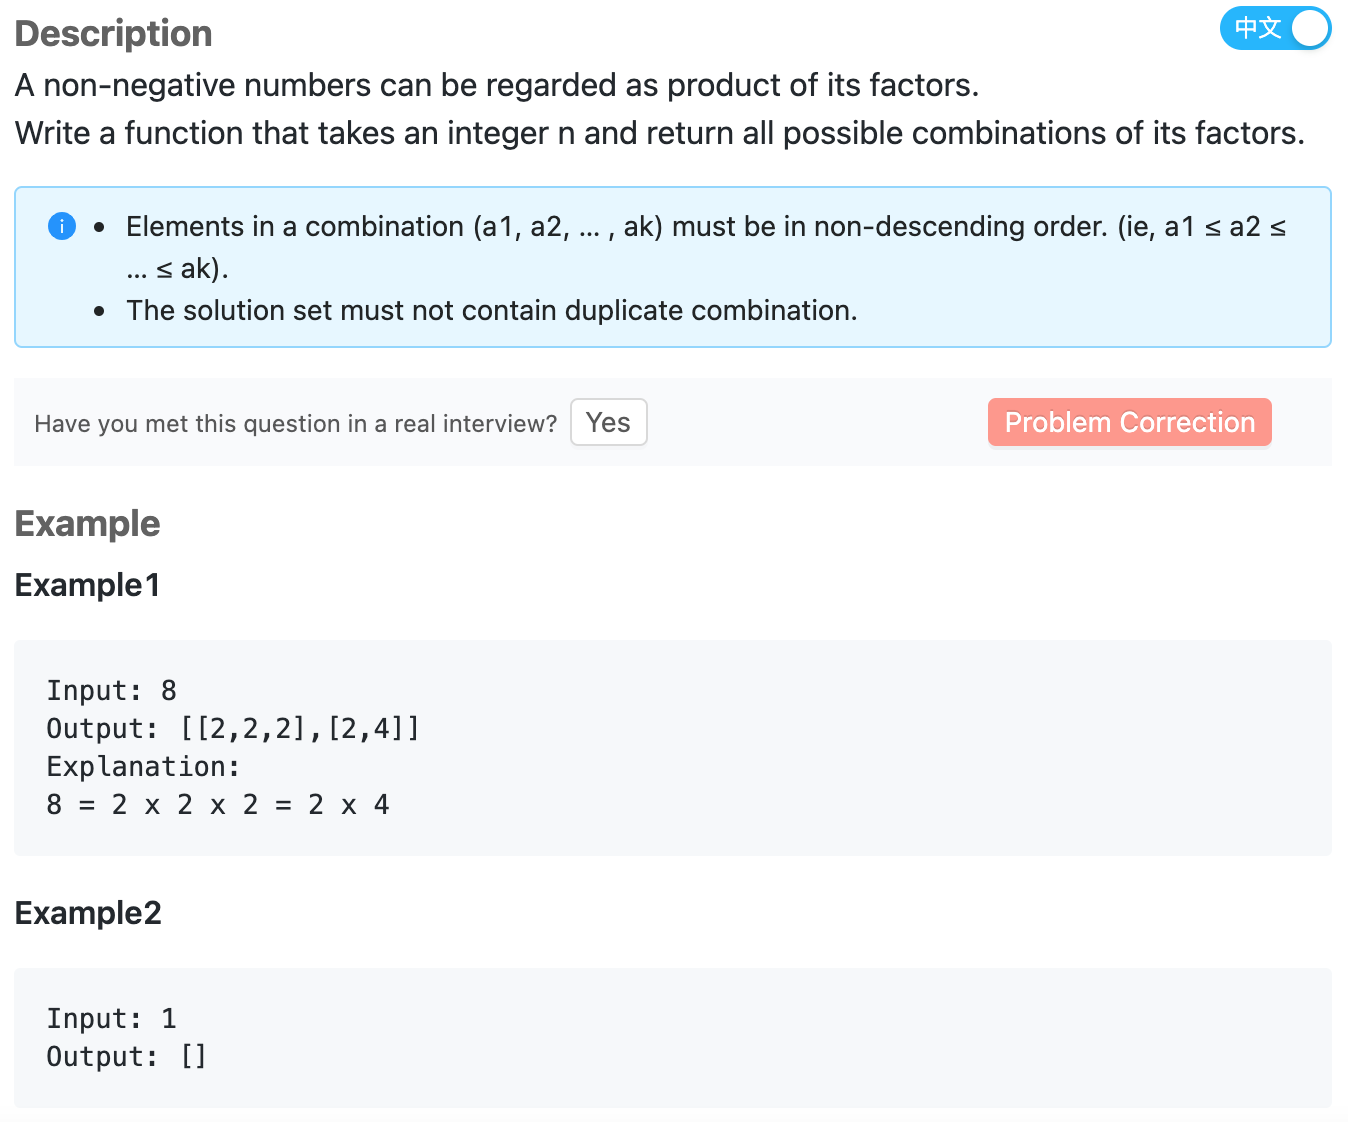 Description
中文
A non-negative numbers can be regarded as product of its factors.
Write a function that takes an integer n and return all possible combinations of its factors.
i
• Elements in a combination (a1, a2, ... , ak) must be in non-descending order. (ie, a1 ≤ a2 ≤
... ≤ ak).
• The solution set must not contain duplicate combination.
Have you met this question in a real interview? Yes
Problem Correction
Example
Example1
Input: 8
Output: [[2,2,2],[2,4]]
Explanation:
8 = 2 x 2 x 2 = 2 x 4
Example2
Input: 1
Output: []